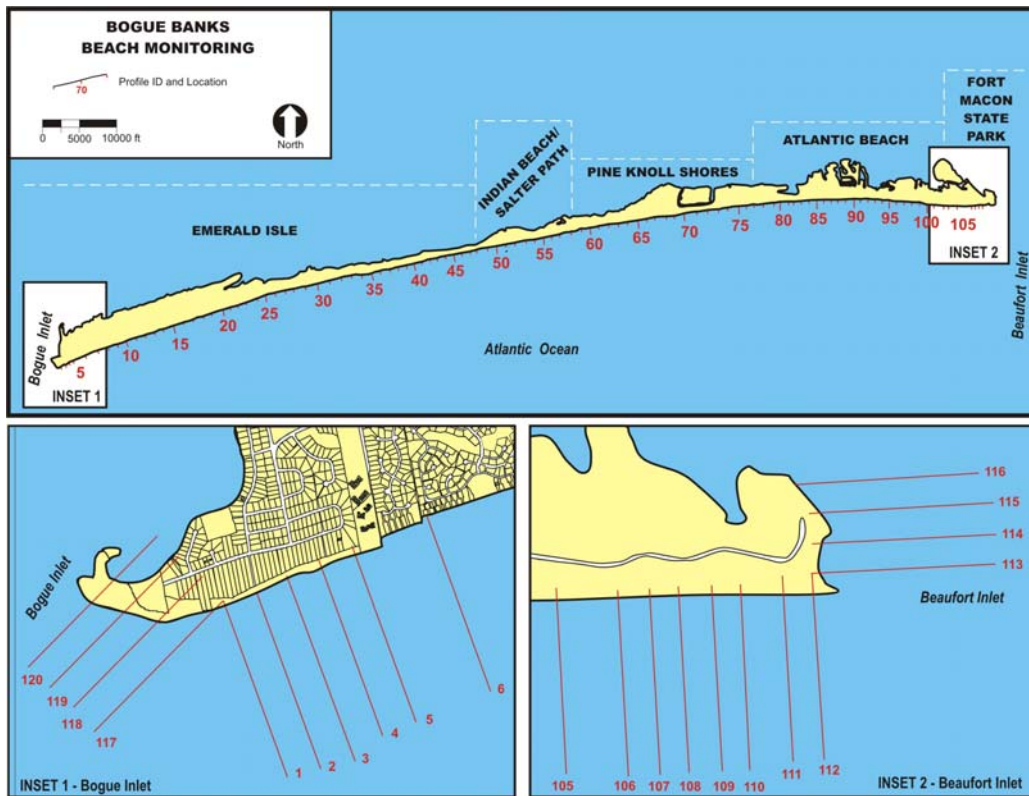 BOGUE BANKS
BEACH MONITORING
70
Profile ID and Location
0 5000 10000 ft
North
FORT
MACON
STATE
PARK
ATLANTIC BEACH
INDIAN BEACH/
SALTER PATH
PINE KNOLL SHORES
EMERALD ISLE
5 10 15 20 25 30 35 40 45 50 55 60 65 70 75 80 85 90 95 100 105
Bogue Inlet
INSET 1
Atlantic Ocean
INSET 2
Beaufort Inlet
Bogue Inlet
120
119
118
117
1
2
3
4
5
6
INSET 1 - Bogue Inlet
116
115
114
113
Beaufort Inlet
105 106 107 108 109 110 111 112
INSET 2 - Beaufort Inlet